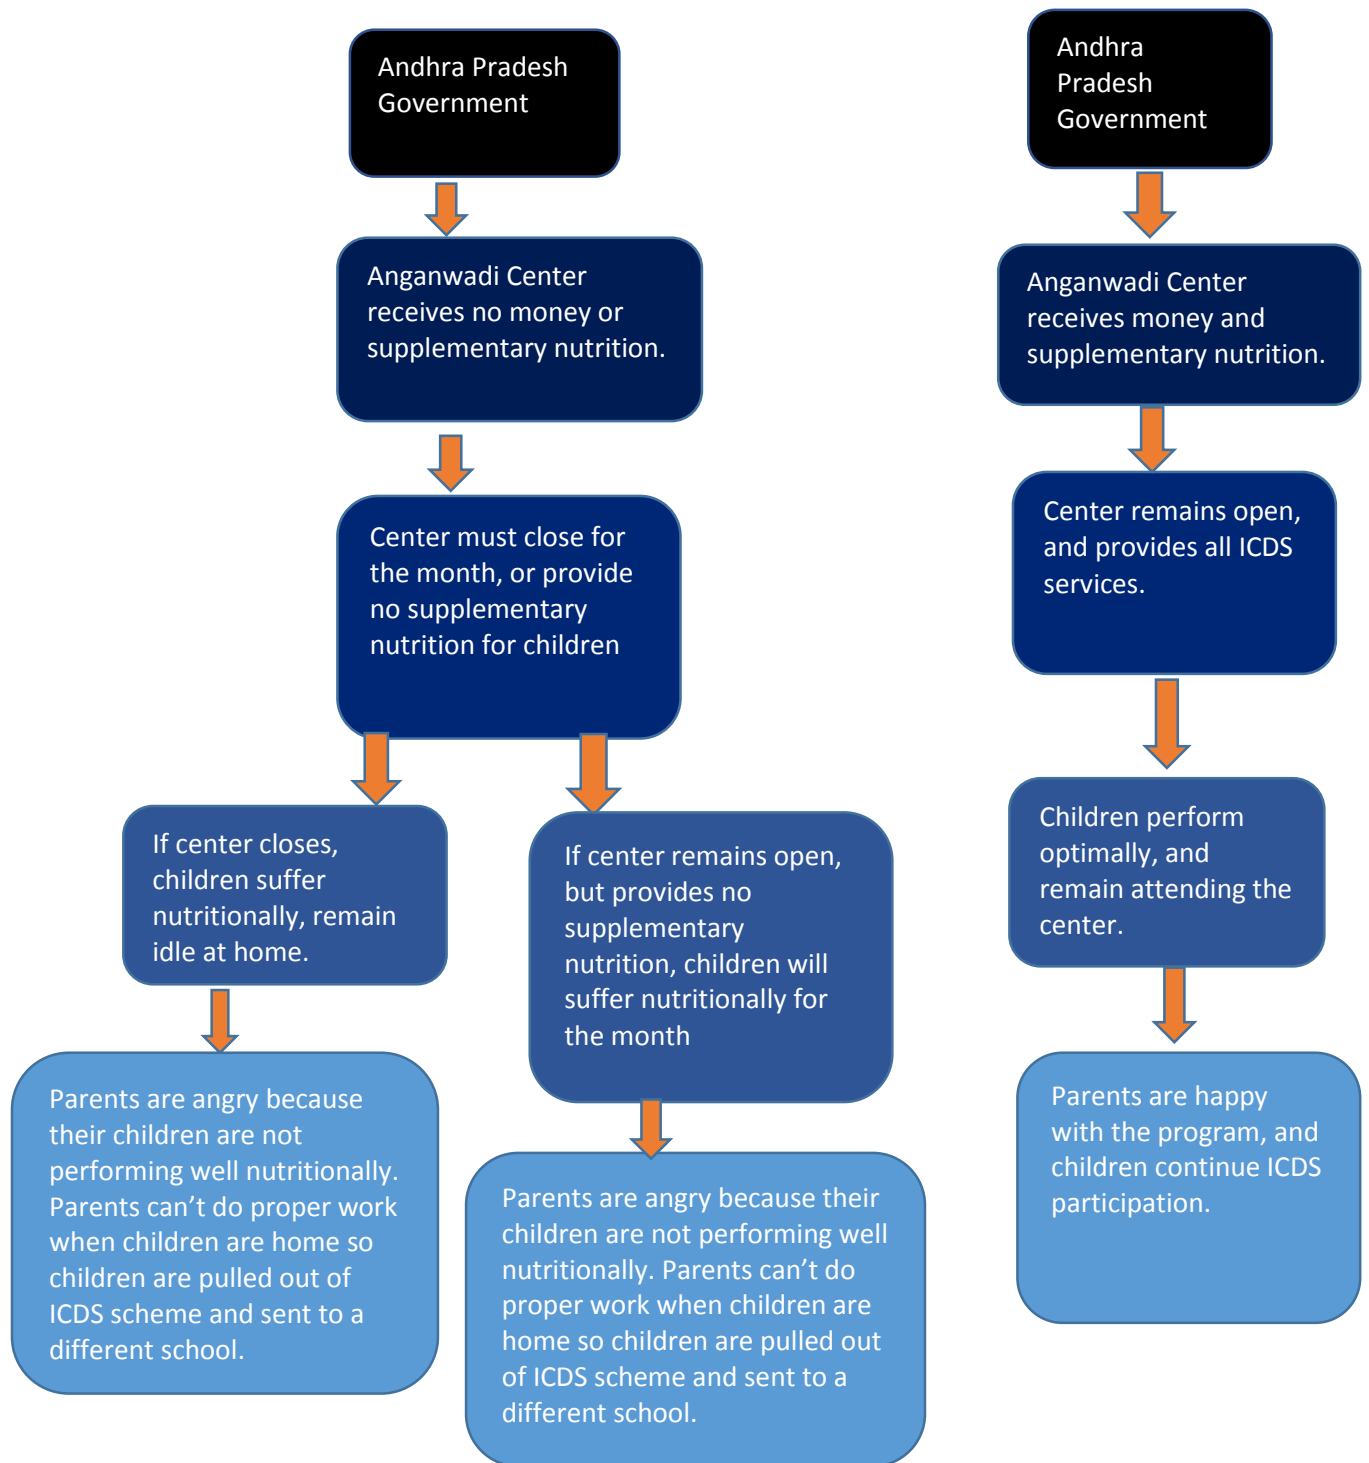 Andhra Pradesh
Government
Anganwadi Center
receives no money or
supplementary nutrition.
Center must close for
the month, or provide
no supplementary
nutrition for children
If center closes,
children suffer
nutritionally, remain
idle at home.
Parents are angry because
their children are not
performing well nutritionally.
Parents can’t do proper work
when children are home so
children are pulled out of
ICDS scheme and sent to a
different school.
If center remains open,
but provides no
supplementary
nutrition, children will
suffer nutritionally for
the month
Parents are angry because their
children are not performing well
nutritionally. Parents can’t do
proper work when children are
home so children are pulled out
of ICDS scheme and sent to a
different school.
Andhra
Pradesh
Government
Anganwadi Center
receives money and
supplementary nutrition.
Center remains open,
and provides all ICDS
services.
Children perform
optimally, and
remain attending the
center.
Parents are happy
with the program, and
children continue ICDS
participation.